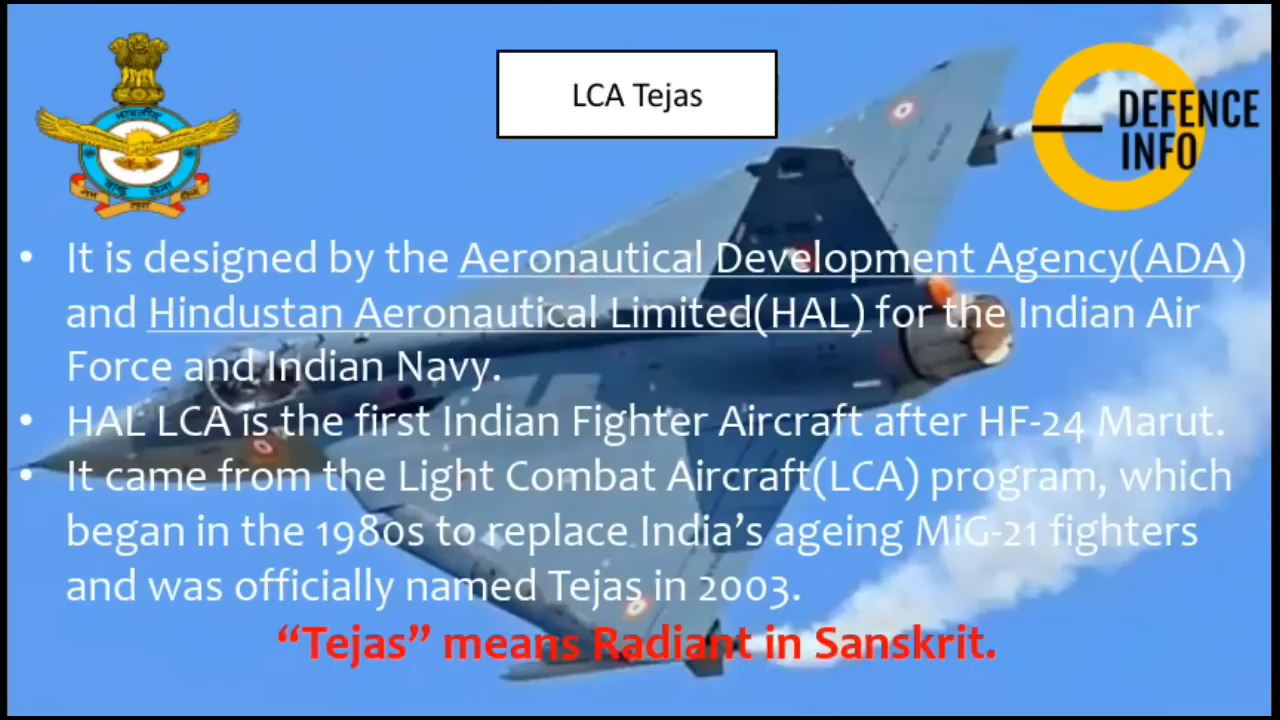 LCA Tejas
DEFENCE
INFO
• It is designed by the Aeronautical Development Agency(ADA)
and Hindustan Aeronautical Limited(HAL) for the Indian Air
Force and Indian Navy.
• HAL LCA is the first Indian Fighter Aircraft after HF-24 Marut.
• It came from the Light Combat Aircraft(LCA) program, which
began in the 1980s to replace India’s ageing MiG-21 fighters
and was officially named Tejas in 2003.
“Tejas” means Radiant in Sanskrit.